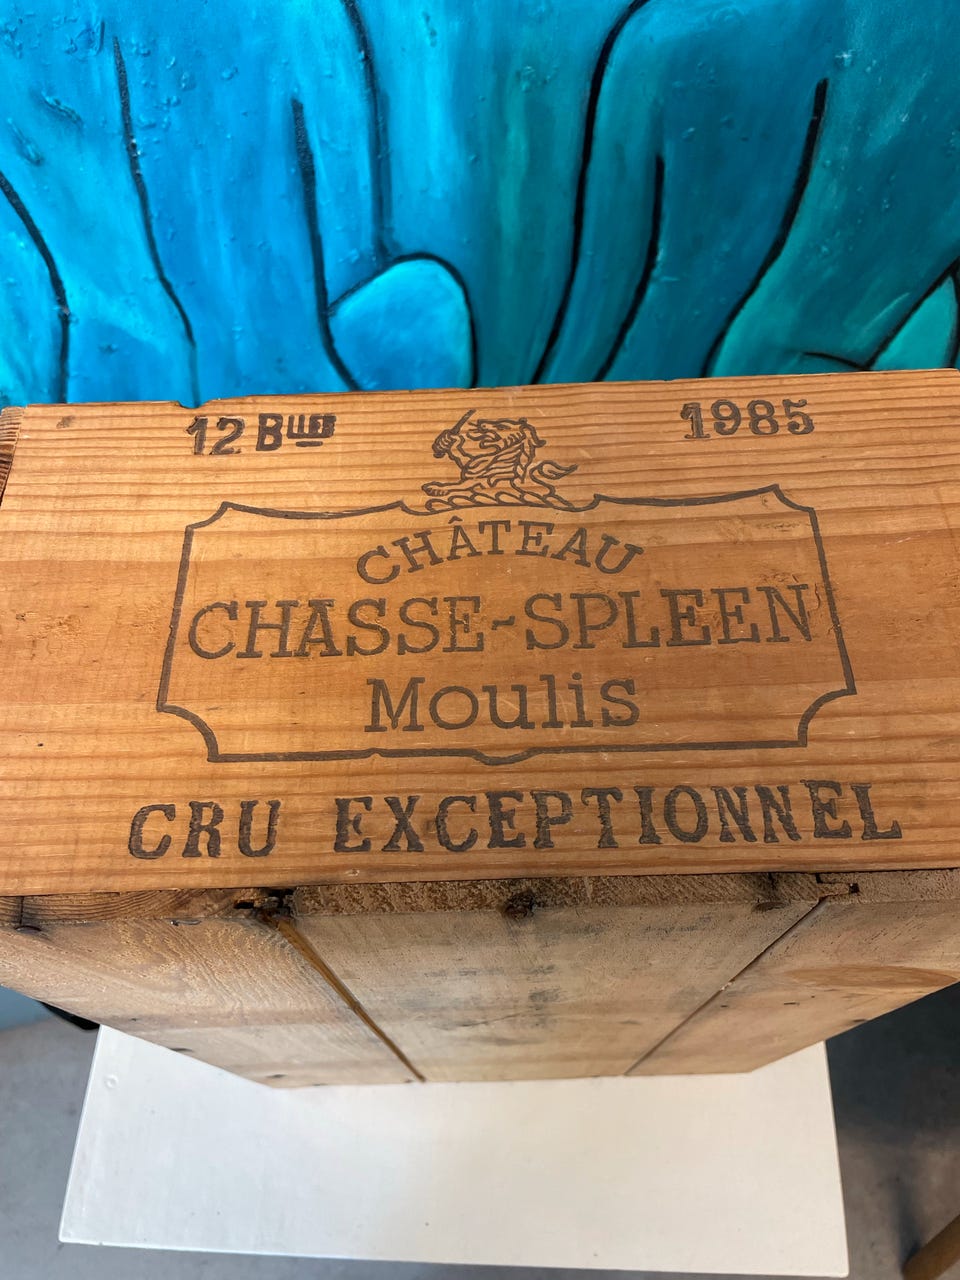 12 Blles 1985
CHÂTEAU
CHASSE-SPLEEN
Moulis
CRU EXCEPTIONNEL